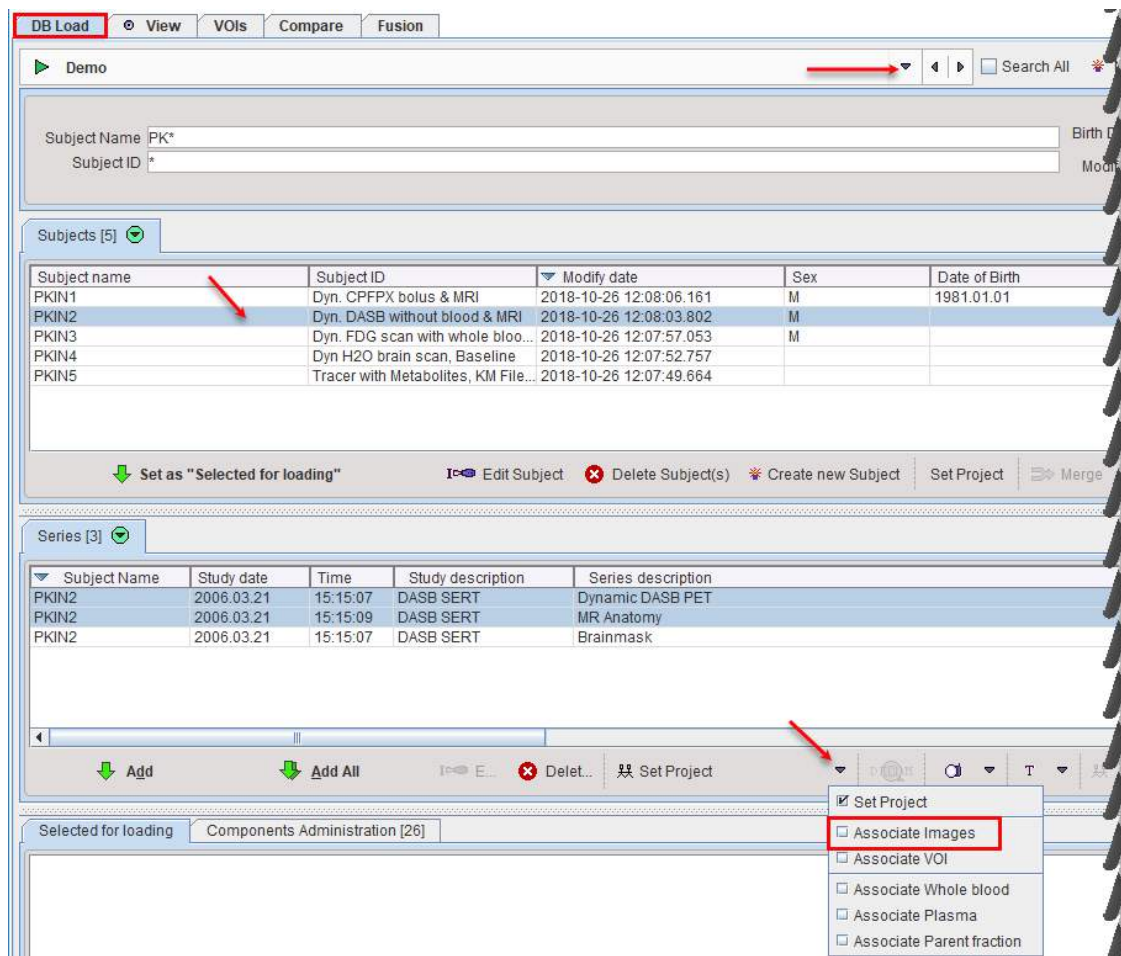 DB Load View VOIs Compare Fusion
Demo Search All
Subject Name PK* Birth D
Subject ID * Modif
Subjects [5]
Subject name Subject ID Modify date Sex Date of Birth
PKIN1 Dyn. CPFPX bolus & MRI 2018-10-26 12:08:06.161 M 1981.01.01
PKIN2 Dyn. DASB without blood & MRI 2018-10-26 12:08:03.802 M
PKIN3 Dyn. FDG scan with whole bloo... 2018-10-26 12:07:57.053 M
PKIN4 Dyn H2O brain scan, Baseline 2018-10-26 12:07:52.757
PKIN5 Tracer with Metabolites, KM File... 2018-10-26 12:07:49.664
Set as "Selected for loading" Edit Subject Delete Subject(s) Create new Subject Set Project Merge
Series [3]
Subject Name Study date Time Study description Series description
PKIN2 2006.03.21 15:15:07 DASB SERT Dynamic DASB PET
PKIN2 2006.03.21 15:15:09 DASB SERT MR Anatomy
PKIN2 2006.03.21 15:15:07 DASB SERT Brainmask
Add Add All E... Delet... Set Project T
Set Project
Selected for loading Components Administration [26]
Associate Images
Associate VOI
Associate Whole blood
Associate Plasma
Associate Parent fraction